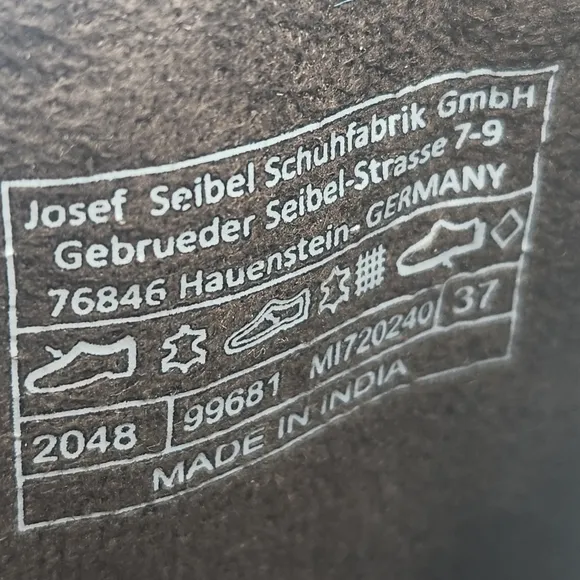 Josef Seibel Schuhfabrik GmbH
Gebrueder Seibel-Strasse 7-9
76846 Hauenstein- GERMANY
2048 99681 MI720240 37
MADE IN INDIA